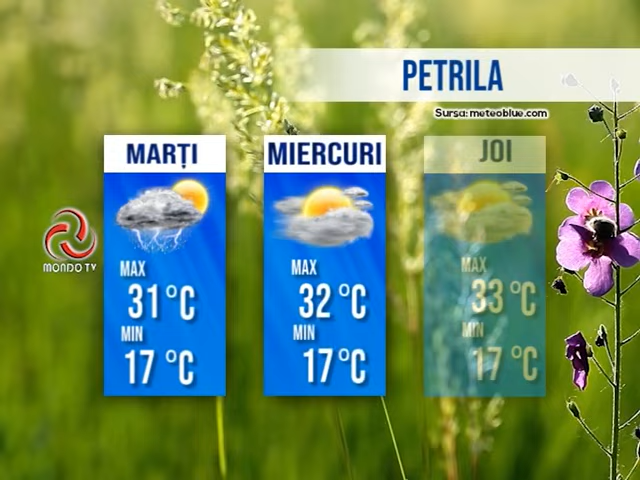 PETRILA
Sursa: meteoblue.com
MARȚI
MAX
31°C
MIN
17°C
MIERCURI
MAX
32°C
MIN
17°C
JOI
MAX
33°C
MIN
17°C
MONDO TV